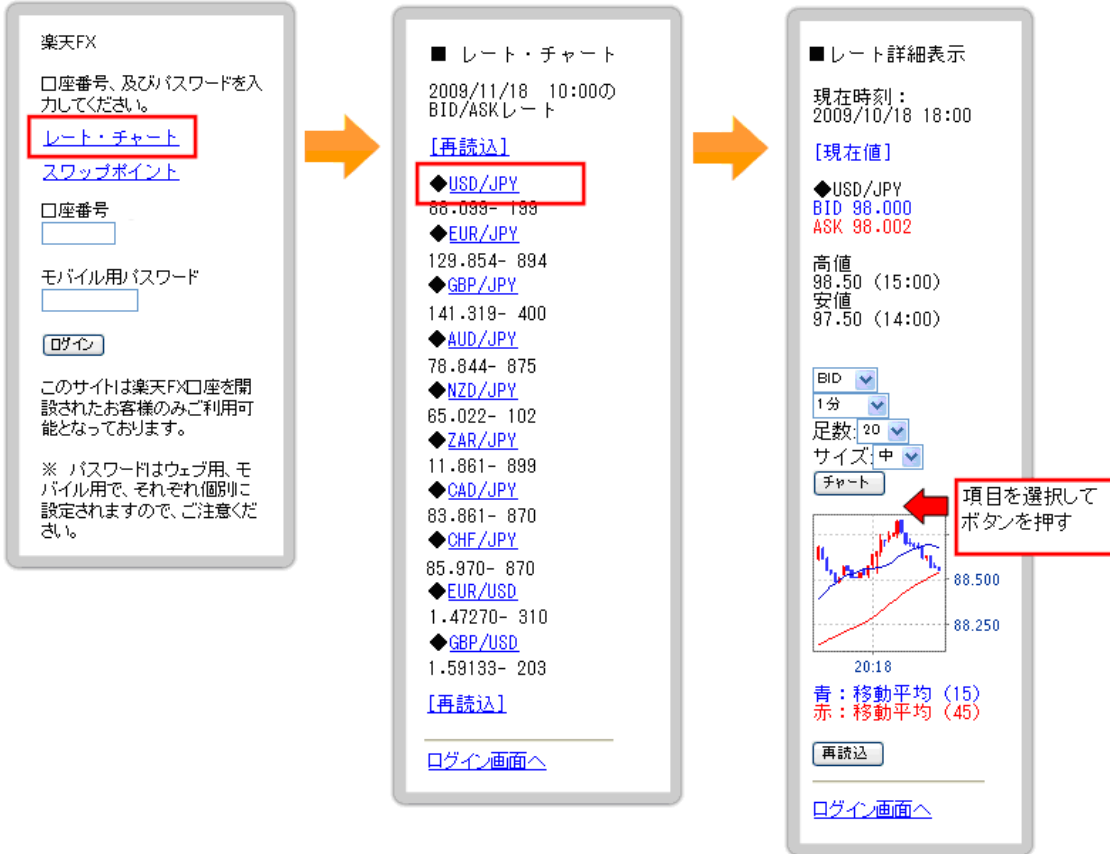 楽天FX
口座番号、及びパスワードを入
力してください。
レート・チャート
スワップポイント
口座番号
モバイル用パスワード
ログイン
このサイトは楽天FX口座を開
設されたお客様のみご利用可
能となっております。
※ パスワードはウェブ用、モ
バイル用で、それぞれ個別に
設定されますので、ご注意くだ
さい。
■ レート・チャート
2009/11/18 10:00の
BID/ASKレート
[再読込]
◆USD/JPY
88.099- 199
◆EUR/JPY
129.854- 894
◆GBP/JPY
141.319- 400
◆AUD/JPY
78.844- 875
◆NZD/JPY
65.022- 102
◆ZAR/JPY
11.861- 899
◆CAD/JPY
83.861- 870
◆CHF/JPY
85.970- 870
◆EUR/USD
1.47270- 310
◆GBP/USD
1.59133- 203
[再読込]
ログイン画面へ
■レート詳細表示
現在時刻：
2009/10/18 18:00
[現在値]
◆USD/JPY
BID 98.000
ASK 98.002
高値
98.50 (15:00)
安値
97.50 (14:00)
BID
1分
足数: 20
サイズ: 中
チャート
項目を選択して
ボタンを押す
88.500
88.250
20:18
青：移動平均 (15)
赤：移動平均 (45)
再読込
ログイン画面へ